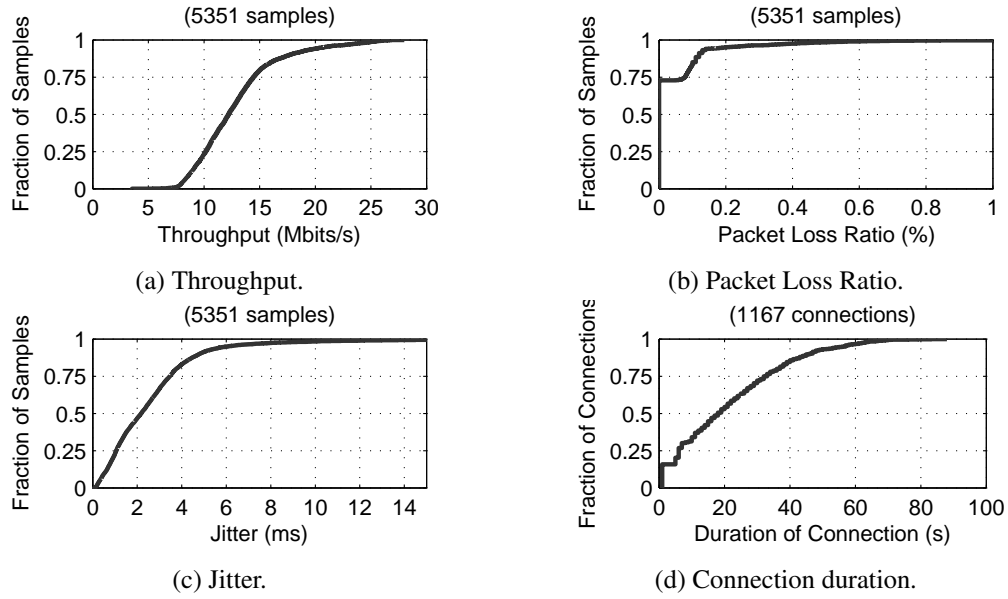 (5351 samples)
Fraction of Samples
1
0.75
0.5
0.25
0
0 5 10 15 20 25 30
Throughput (Mbits/s)
(a) Throughput.
(5351 samples)
Fraction of Samples
1
0.75
0.5
0.25
0
0 0.2 0.4 0.6 0.8 1
Packet Loss Ratio (%)
(b) Packet Loss Ratio.
(5351 samples)
Fraction of Samples
1
0.75
0.5
0.25
0
0 2 4 6 8 10 12 14
Jitter (ms)
(c) Jitter.
(1167 connections)
Fraction of Connections
1
0.75
0.5
0.25
0
0 20 40 60 80 100
Duration of Connection (s)
(d) Connection duration.